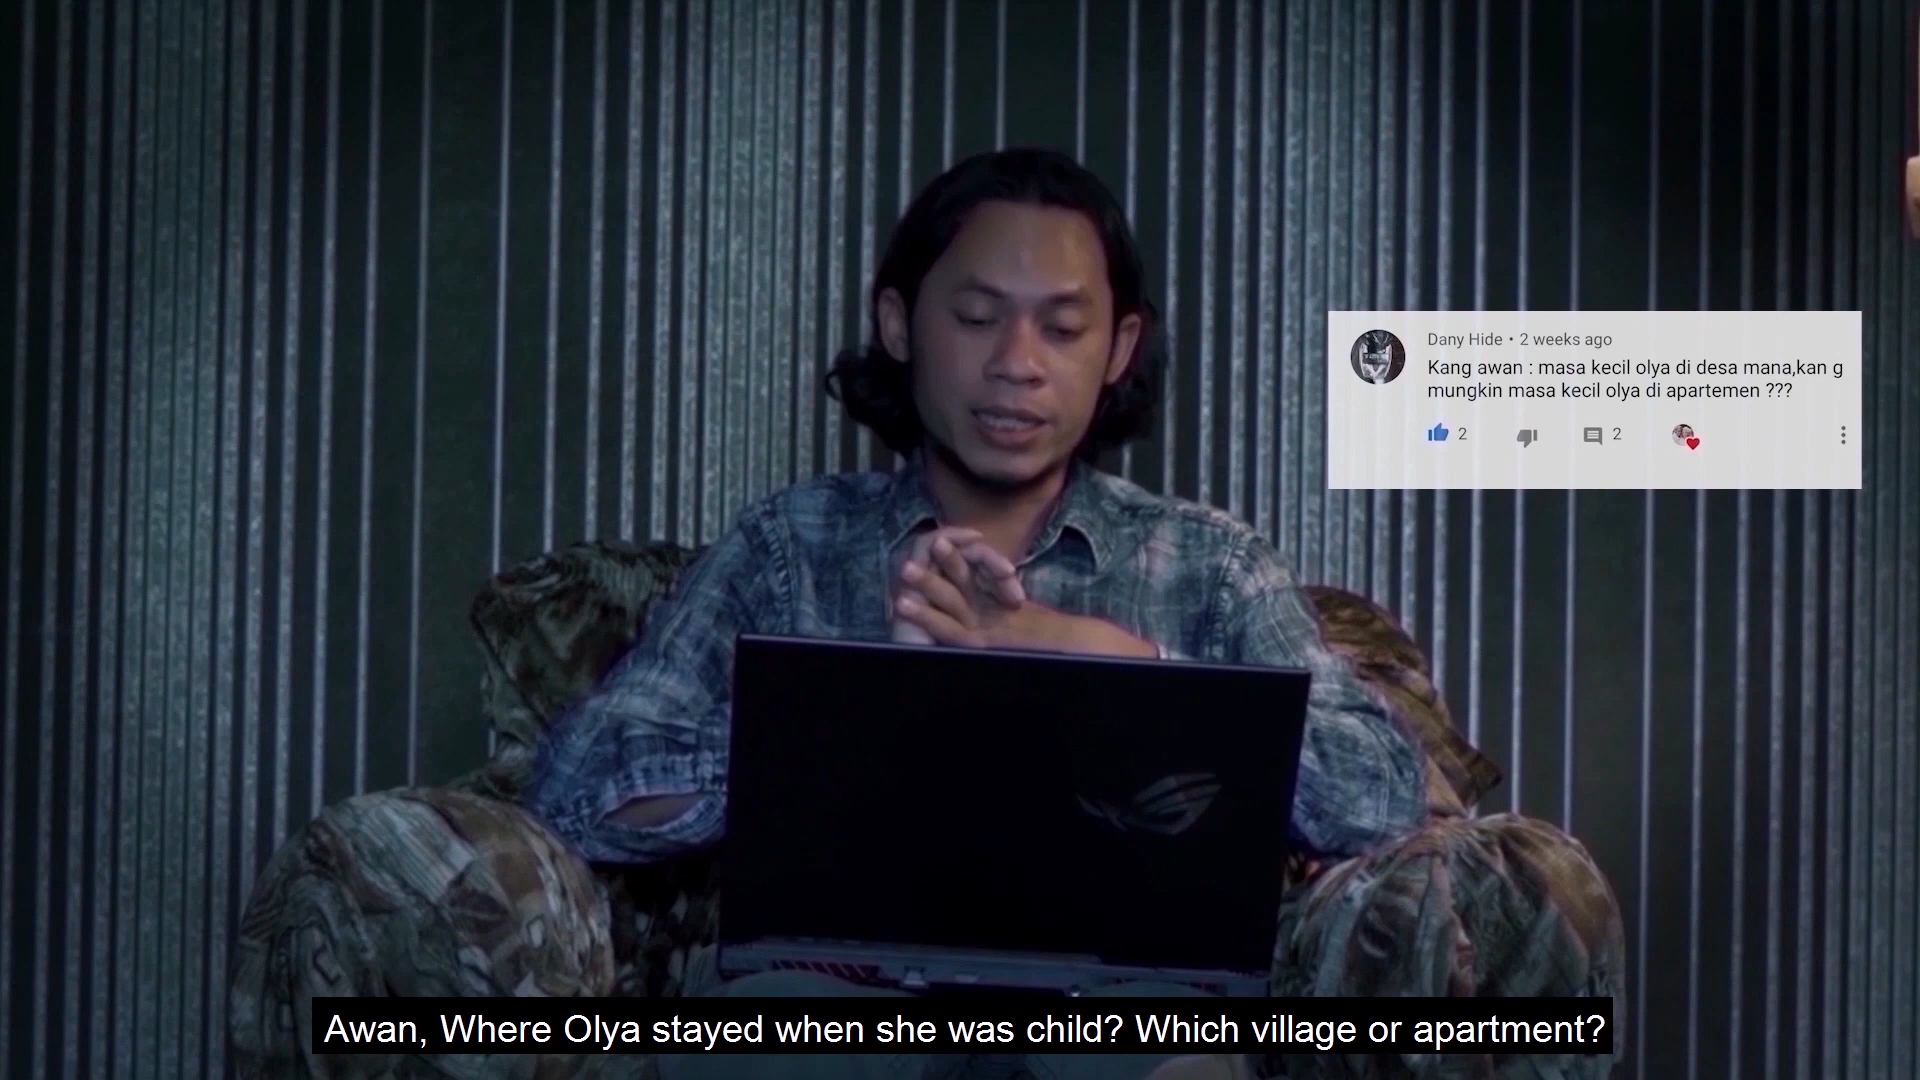 Dany Hide • 2 weeks ago
Kang awan : masa kecil olya di desa mana,kan g
mungkin masa kecil olya di apartemen ???
2
2
Awan, Where Olya stayed when she was child? Which village or apartment?